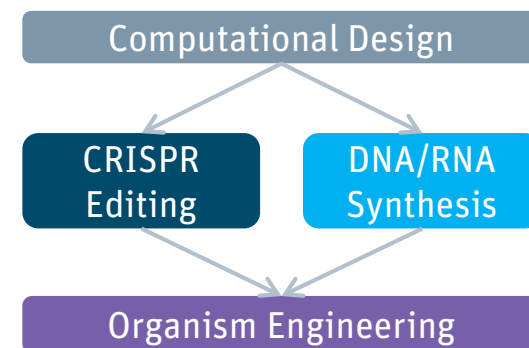 Computational Design
CRISPR
Editing
DNA/RNA
Synthesis
Organism Engineering